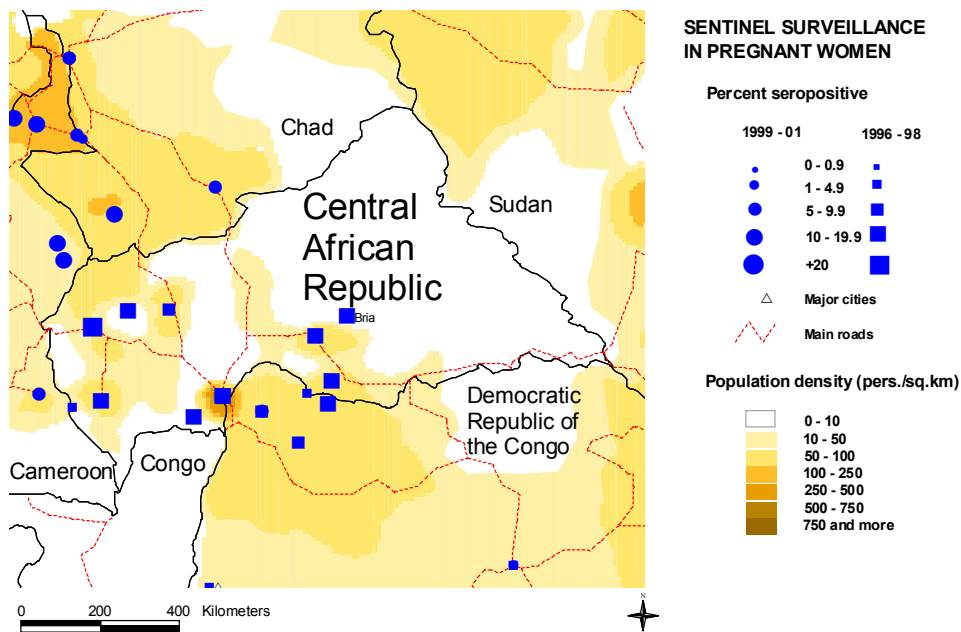 Chad
Central
African
Republic
Sudan
Bria
Democratic
Republic of
the Congo
Cameroon
Congo
0 200 400 Kilometers
N
SENTINEL SURVEILLANCE
IN PREGNANT WOMEN
Percent seropositive
1999 - 01 1996 - 98
0 - 0.9
1 - 4.9
5 - 9.9
10 - 19.9
+20
Major cities
Main roads
Population density (pers./sq.km)
0 - 10
10 - 50
50 - 100
100 - 250
250 - 500
500 - 750
750 and more